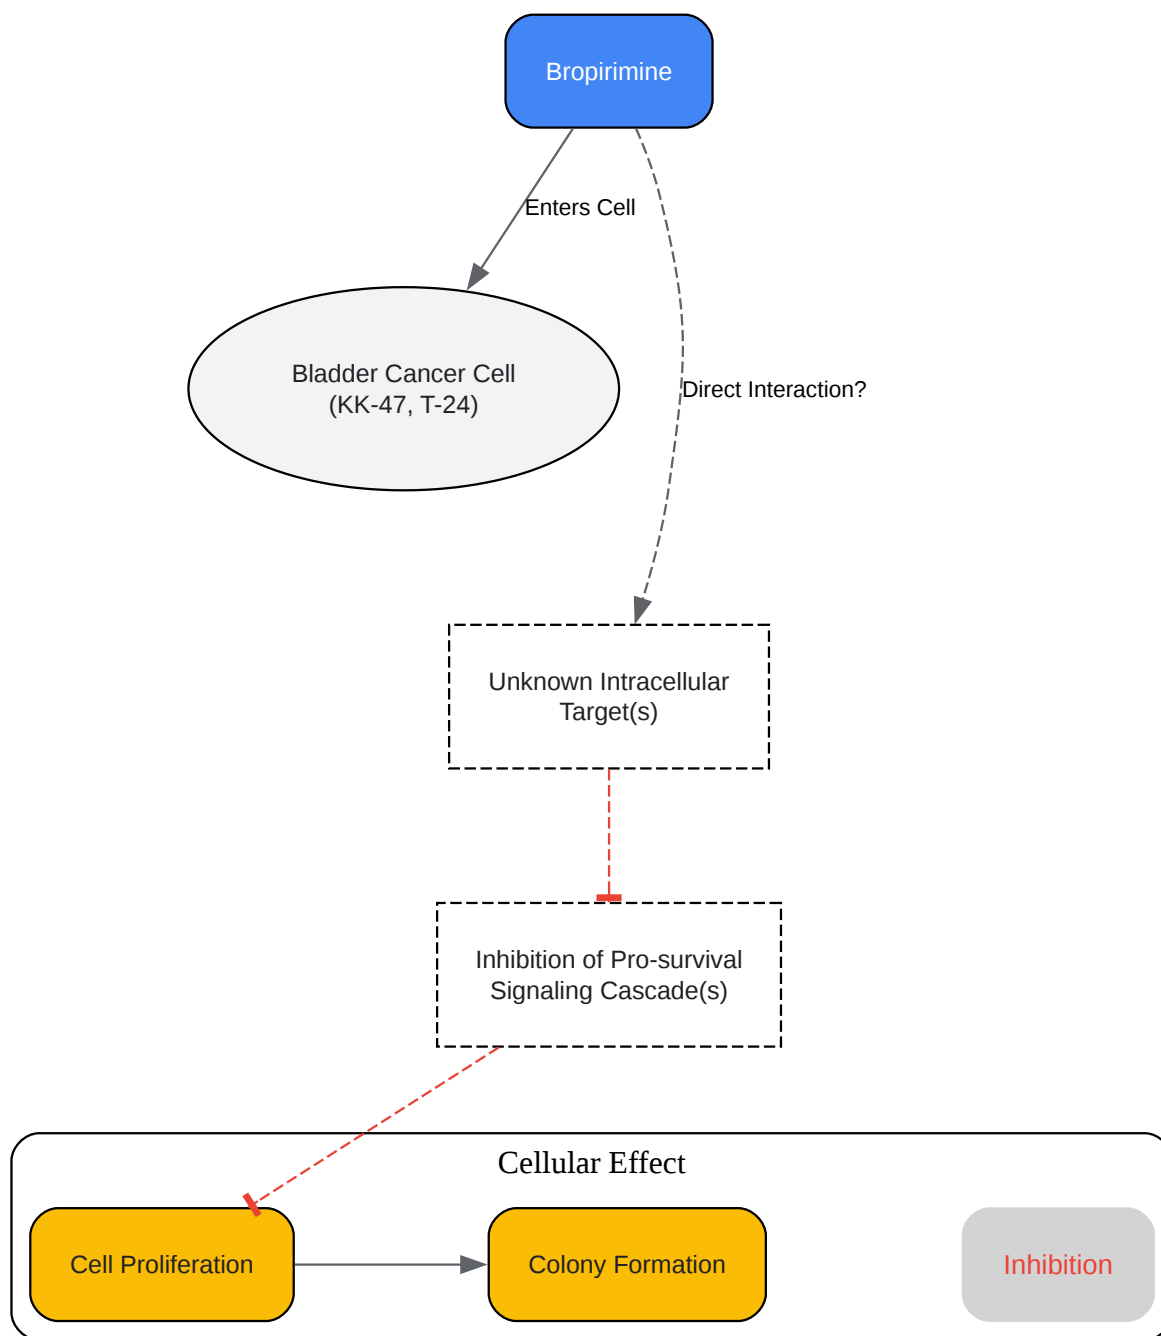 Bropirimine
Enters Cell
Bladder Cancer Cell
(KK-47, T-24)
Direct Interaction?
Unknown Intracellular
Target(s)
Inhibition of Pro-survival
Signaling Cascade(s)
Cellular Effect
Cell Proliferation
Colony Formation
Inhibition